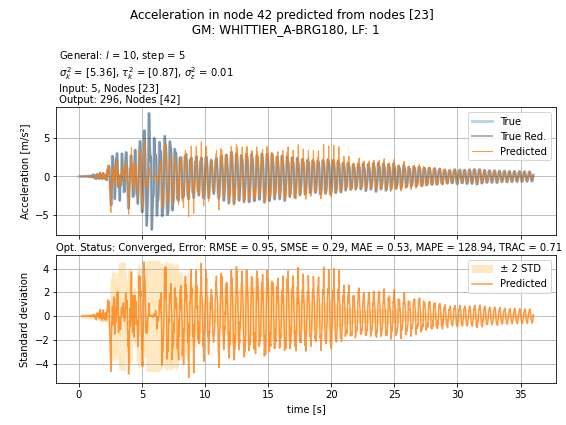 Acceleration in node 42 predicted from nodes [23]
GM: WHITTIER_A-BRG180, LF: 1
General: l = 10, step = 5
σ²ₖ = [5.36], τ²ₖ = [0.87], σ²ₑ = 0.01
Input: 5, Nodes [23]
Output: 296, Nodes [42]
Acceleration [m/s²]
5
0
−5
True
True Red.
Predicted
Opt. Status: Converged, Error: RMSE = 0.95, SMSE = 0.29, MAE = 0.53, MAPE = 128.94, TRAC = 0.71
Standard deviation
4
2
0
−2
−4
± 2 STD
Predicted
0 5 10 15 20 25 30 35
time [s]